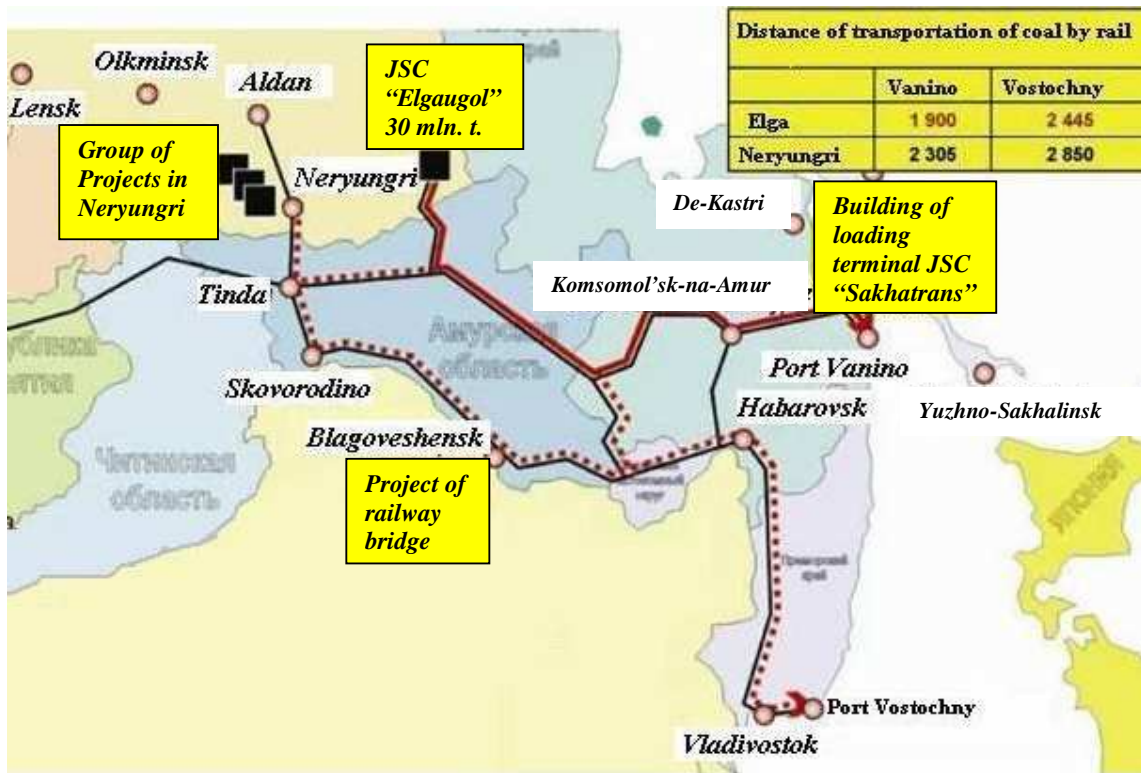 Distance of transportation of coal by rail
Vanino Vostochny
Elga 1 900 2 445
Neryungri 2 305 2 850
Olkminsk
Lensk
Aldan
JSC
“Elgaugol”
30 mln. t.
Group of
Projects in
Neryungri
Neryungri
De-Kastri
Building of
loading
terminal JSC
“Sakhatrans”
Komsomol’sk-na-Amur
Tinda
Амурская
область
Port Vanino
Skovorodino
Yuzhno-Sakhalinsk
Habarovsk
Blagoveshensk
Читинская
область
Project of
railway
bridge
ЯПОНИЯ
Приморский
край
Port Vostochny
Vladivostok